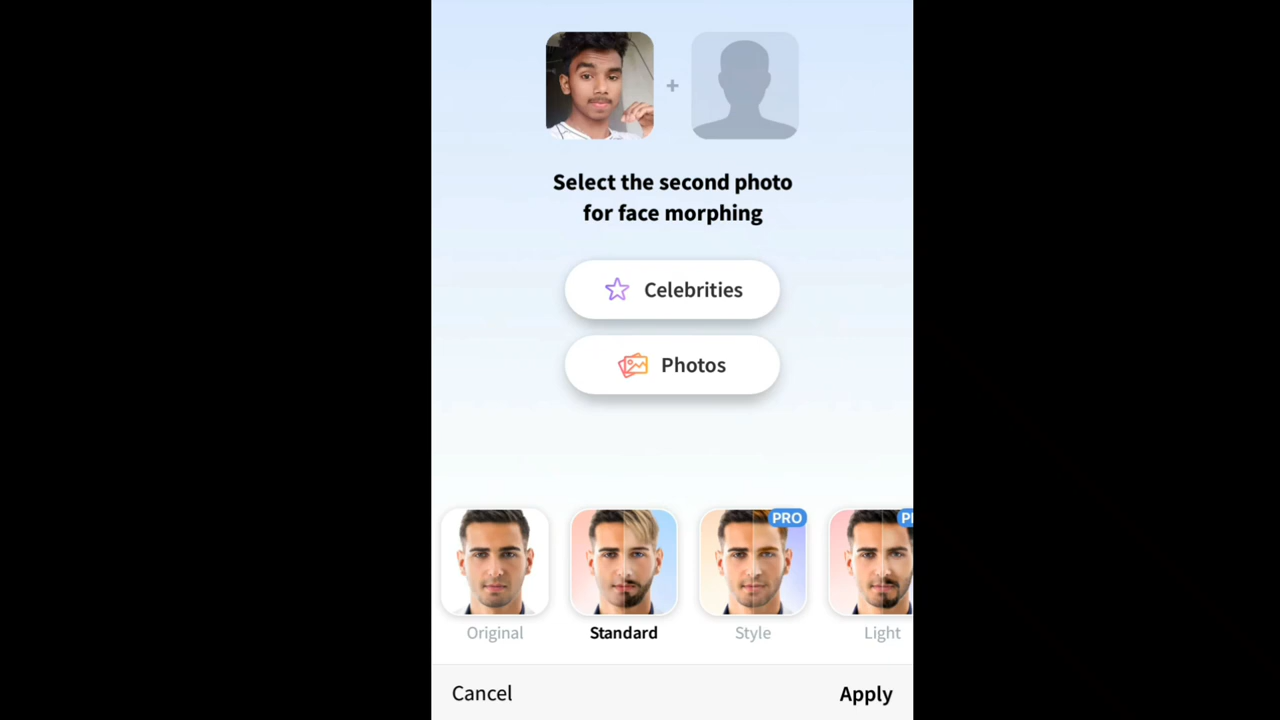 +
Select the second photo
for face morphing
Celebrities
Photos
PRO
Original
Standard
Style
Light
Cancel
Apply